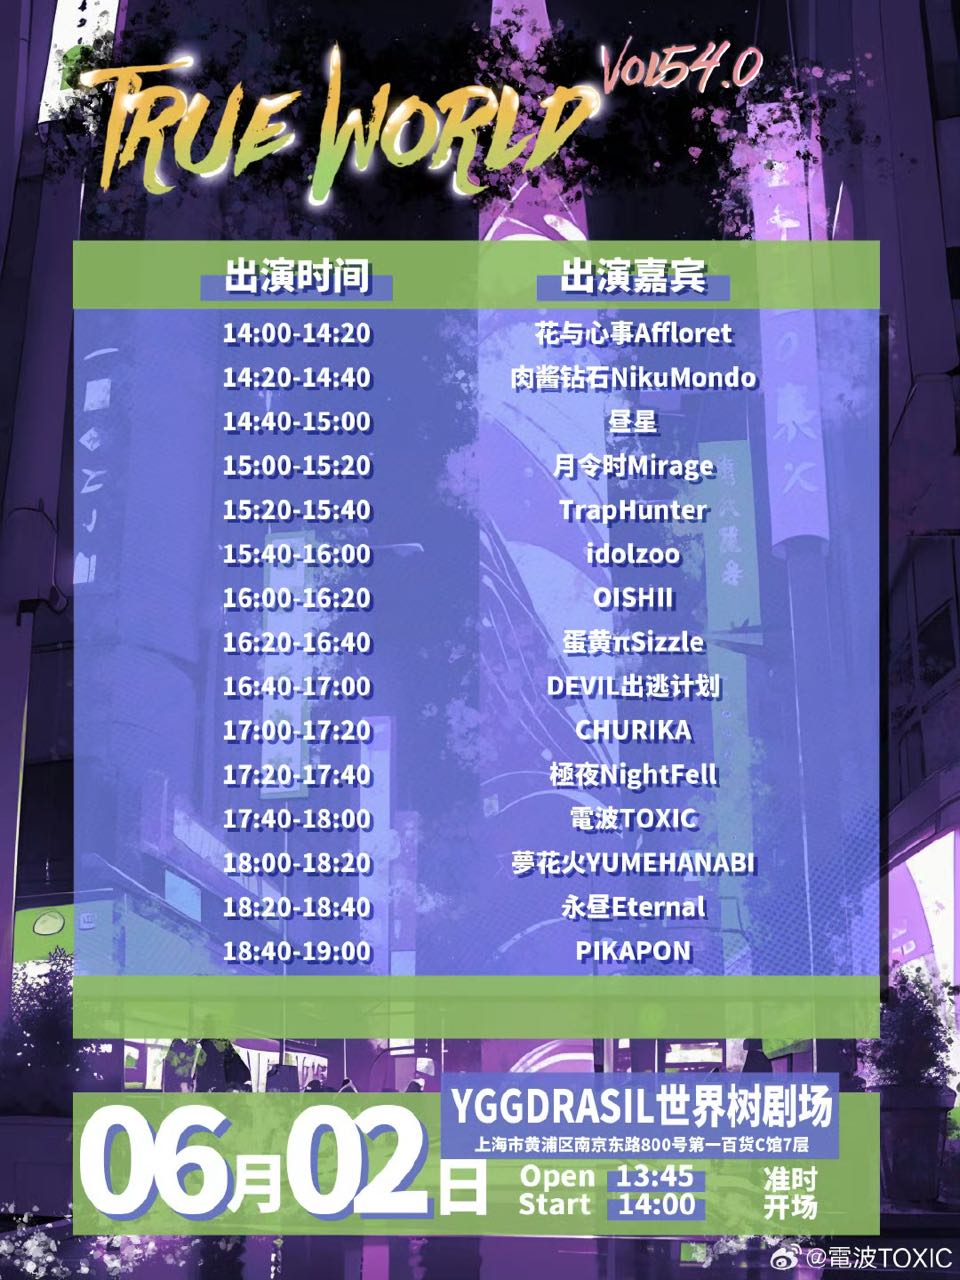 TRUE WORLD Vol54.0
出演时间 出演嘉宾
14:00-14:20 花与心事Affloret
14:20-14:40 肉酱钻石NikuMondo
14:40-15:00 昼星
15:00-15:20 月令时Mirage
15:20-15:40 TrapHunter
15:40-16:00 idolzoo
16:00-16:20 OISHII
16:20-16:40 蛋黄πSizzle
16:40-17:00 DEVIL出逃计划
17:00-17:20 CHURIKA
17:20-17:40 極夜NightFell
17:40-18:00 電波TOXIC
18:00-18:20 夢花火YUMEHANABI
18:20-18:40 永昼Eternal
18:40-19:00 PIKAPON
06月02日
YGGDRASIL世界树剧场
上海市黄浦区南京东路800号第一百货C馆7层
Open 13:45 准时
Start 14:00 开场
@電波TOXIC